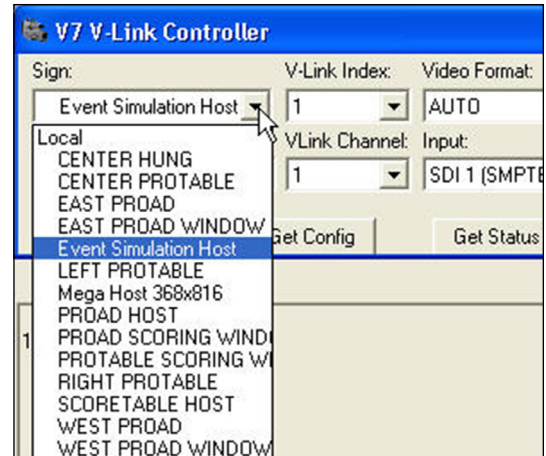 V7 V-Link Controller
Sign: V-Link Index: Video Format:
Event Simulation Host 1 AUTO
VLink Channel: Input:
1 SDI 1 (SMPTE
Get Config Get Status
Local
CENTER HUNG
CENTER PROTABLE
EAST PROAD
EAST PROAD WINDOW
Event Simulation Host
LEFT PROTABLE
Mega Host 368x816
PROAD HOST
PROAD SCORING WIND
PROTABLE SCORING WI
RIGHT PROTABLE
SCORETABLE HOST
WEST PROAD
WEST PROAD WINDOW
1